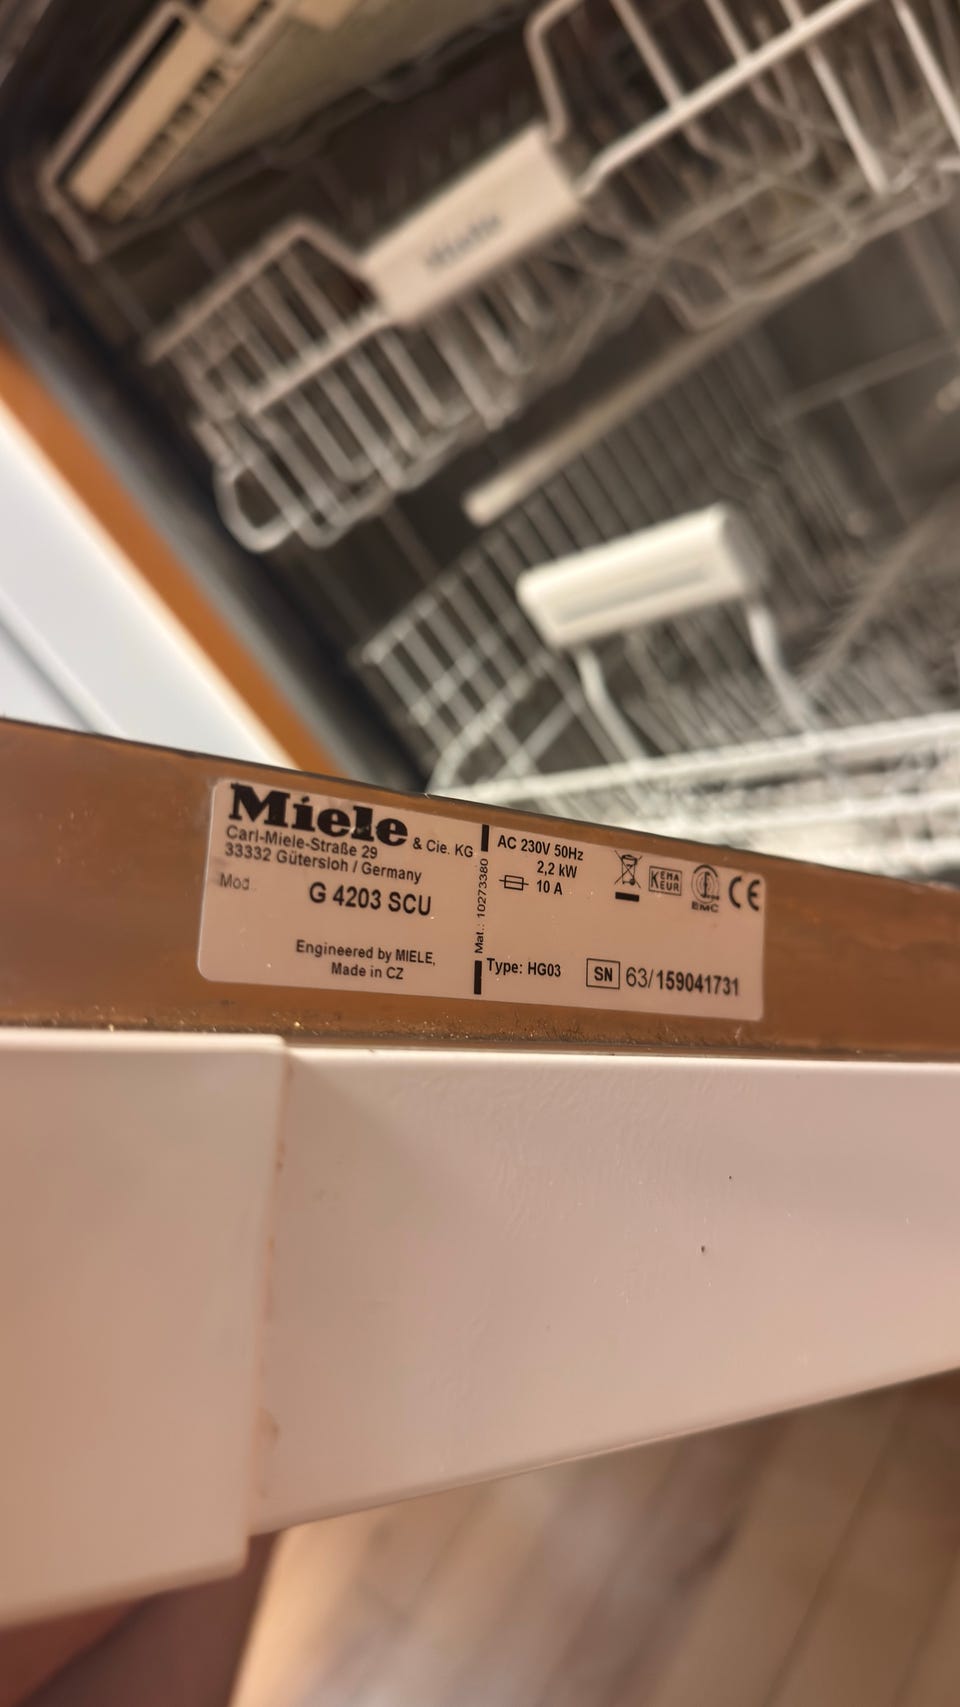 Miele
Miele & Cie. KG
Carl-Miele-Straße 29
33332 Gütersloh / Germany
Mod.
G 4203 SCU
Engineered by MIELE,
Made in CZ
Mat.: 10273380
AC 230V 50Hz
2,2 kW
10 A
KEMA
KEUR
EMC
CE
Type: HG03
SN 63/159041731